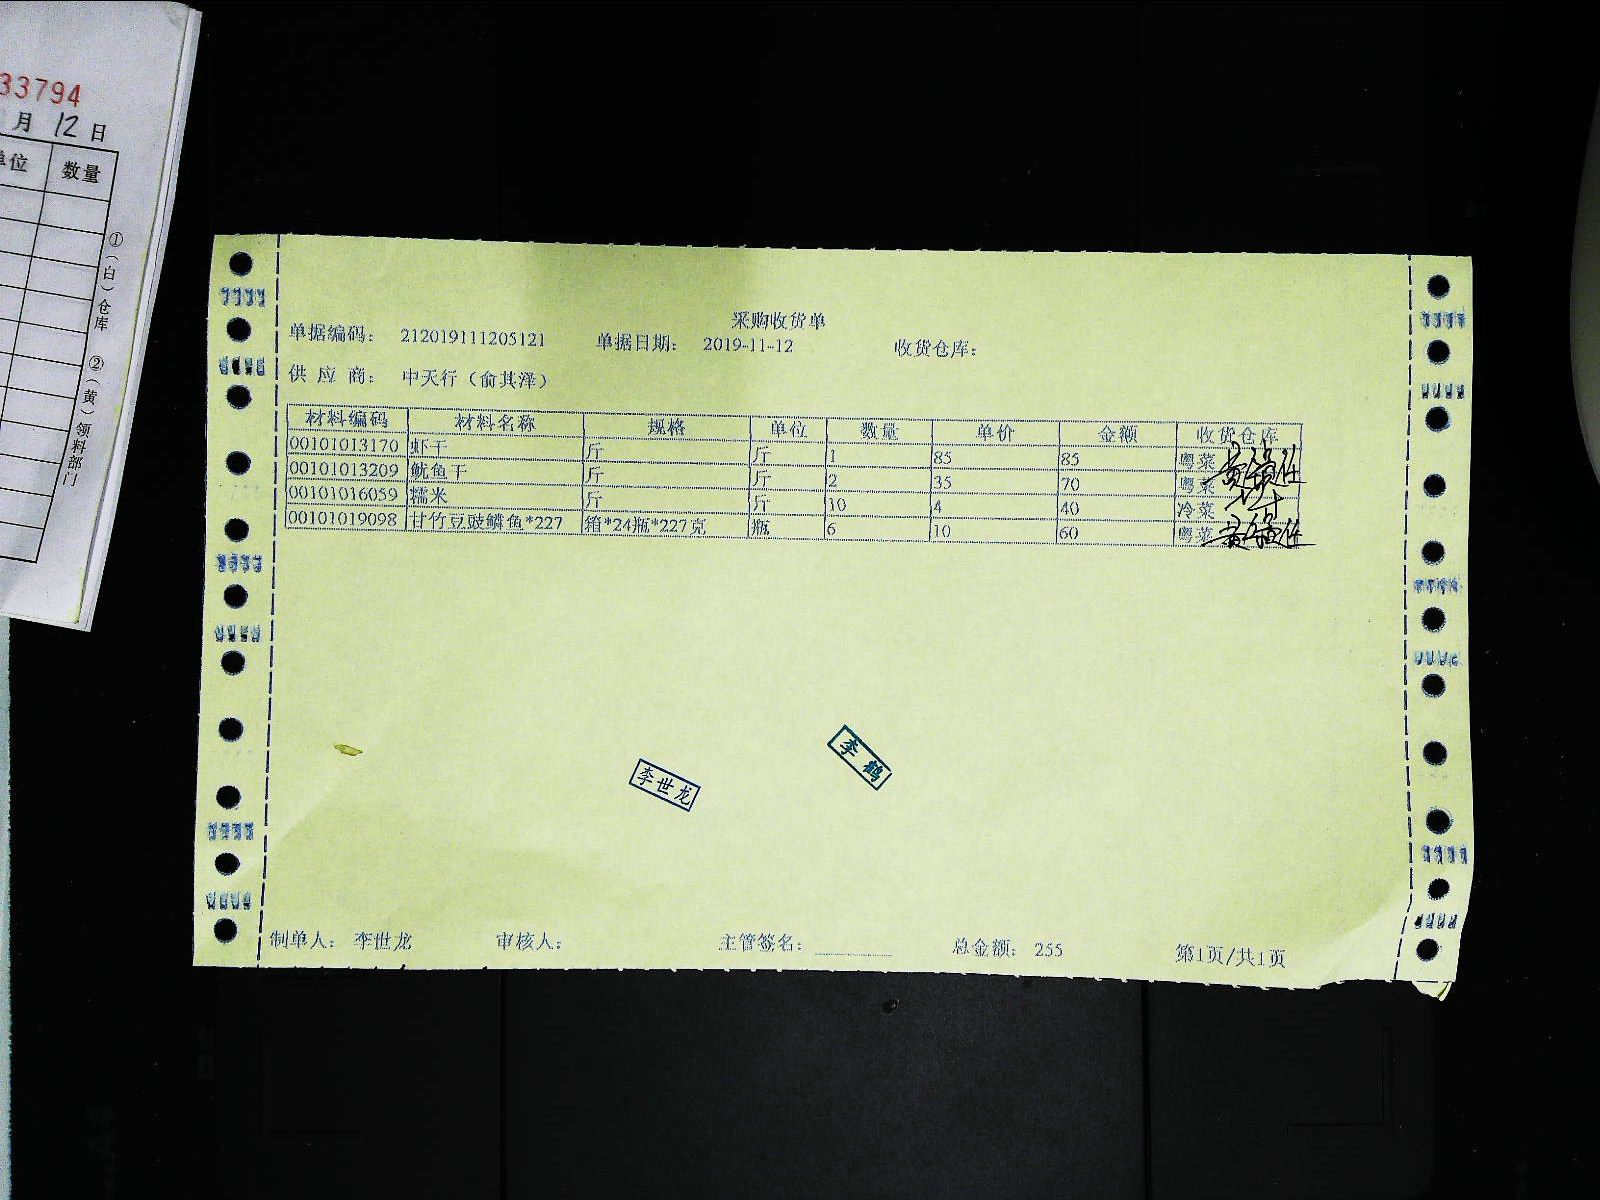 33794
月 12 日
单位 数量
①(白)仓库 ②(黄)领料部门
采购收货单
单据编码： 212019111205121 单据日期： 2019-11-12 收货仓库：
供 应 商： 中天行（俞其泽）
材料编码 材料名称 规格 单位 数量 单价 金额 收货仓库
00101013170 虾干 斤 斤 1 85 85 粤菜
00101013209 鱿鱼干 斤 斤 2 35 70 粤菜
00101016059 糯米 斤 斤 10 4 40 冷菜
00101019098 甘竹豆豉鳞鱼*227 箱*24瓶*227克 瓶 6 10 60 粤菜
李鹤
李世龙
制单人： 李世龙 审核人： 主管签名： 总金额： 255 第1页/共1页